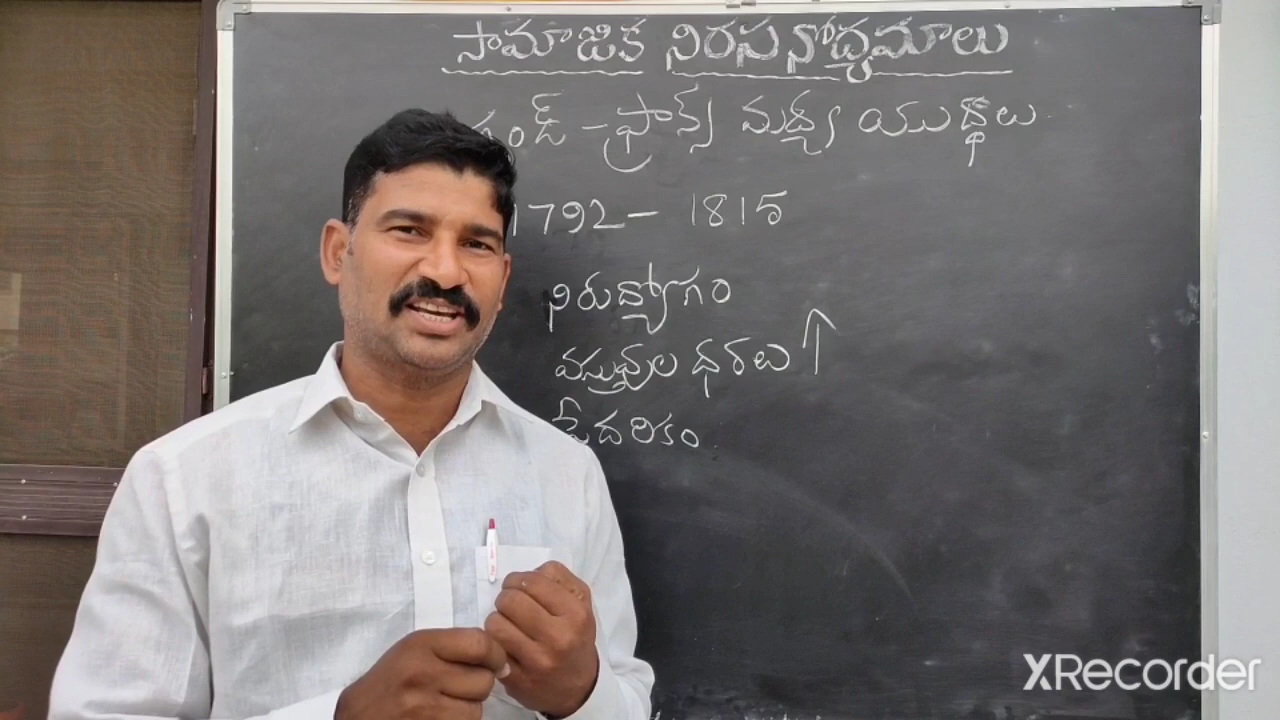 సామాజిక నిరసనోద్యమాలు
ఫ్రాన్స్ మధ్య యుద్ధాలు
1792 - 1815
నిరుద్యోగం
వస్తువుల ధరలు ↑
పేదరికం
XRecorder